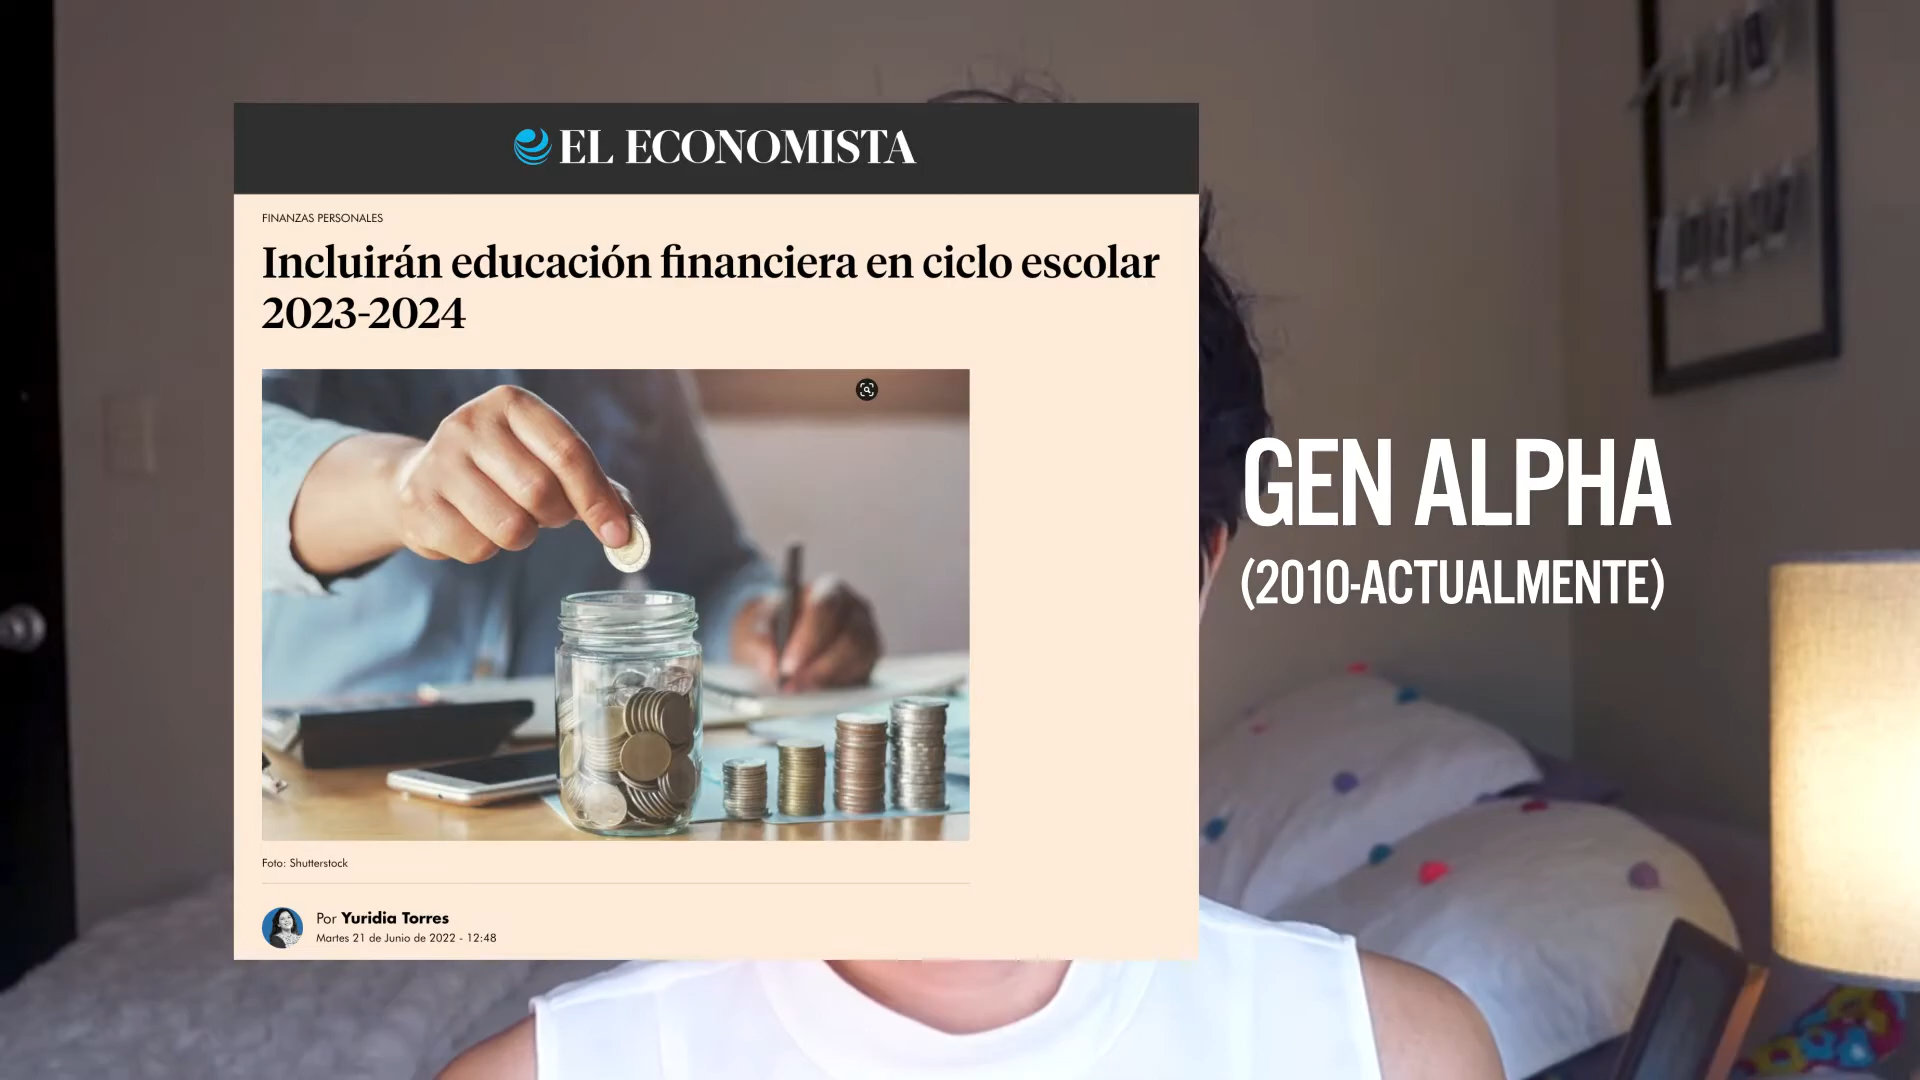 EL ECONOMISTA
FINANZAS PERSONALES
Incluirán educación financiera en ciclo escolar
2023-2024
Foto: Shutterstock
Por Yuridia Torres
Martes 21 de Junio de 2022 - 12:48
GEN ALPHA
(2010-ACTUALMENTE)